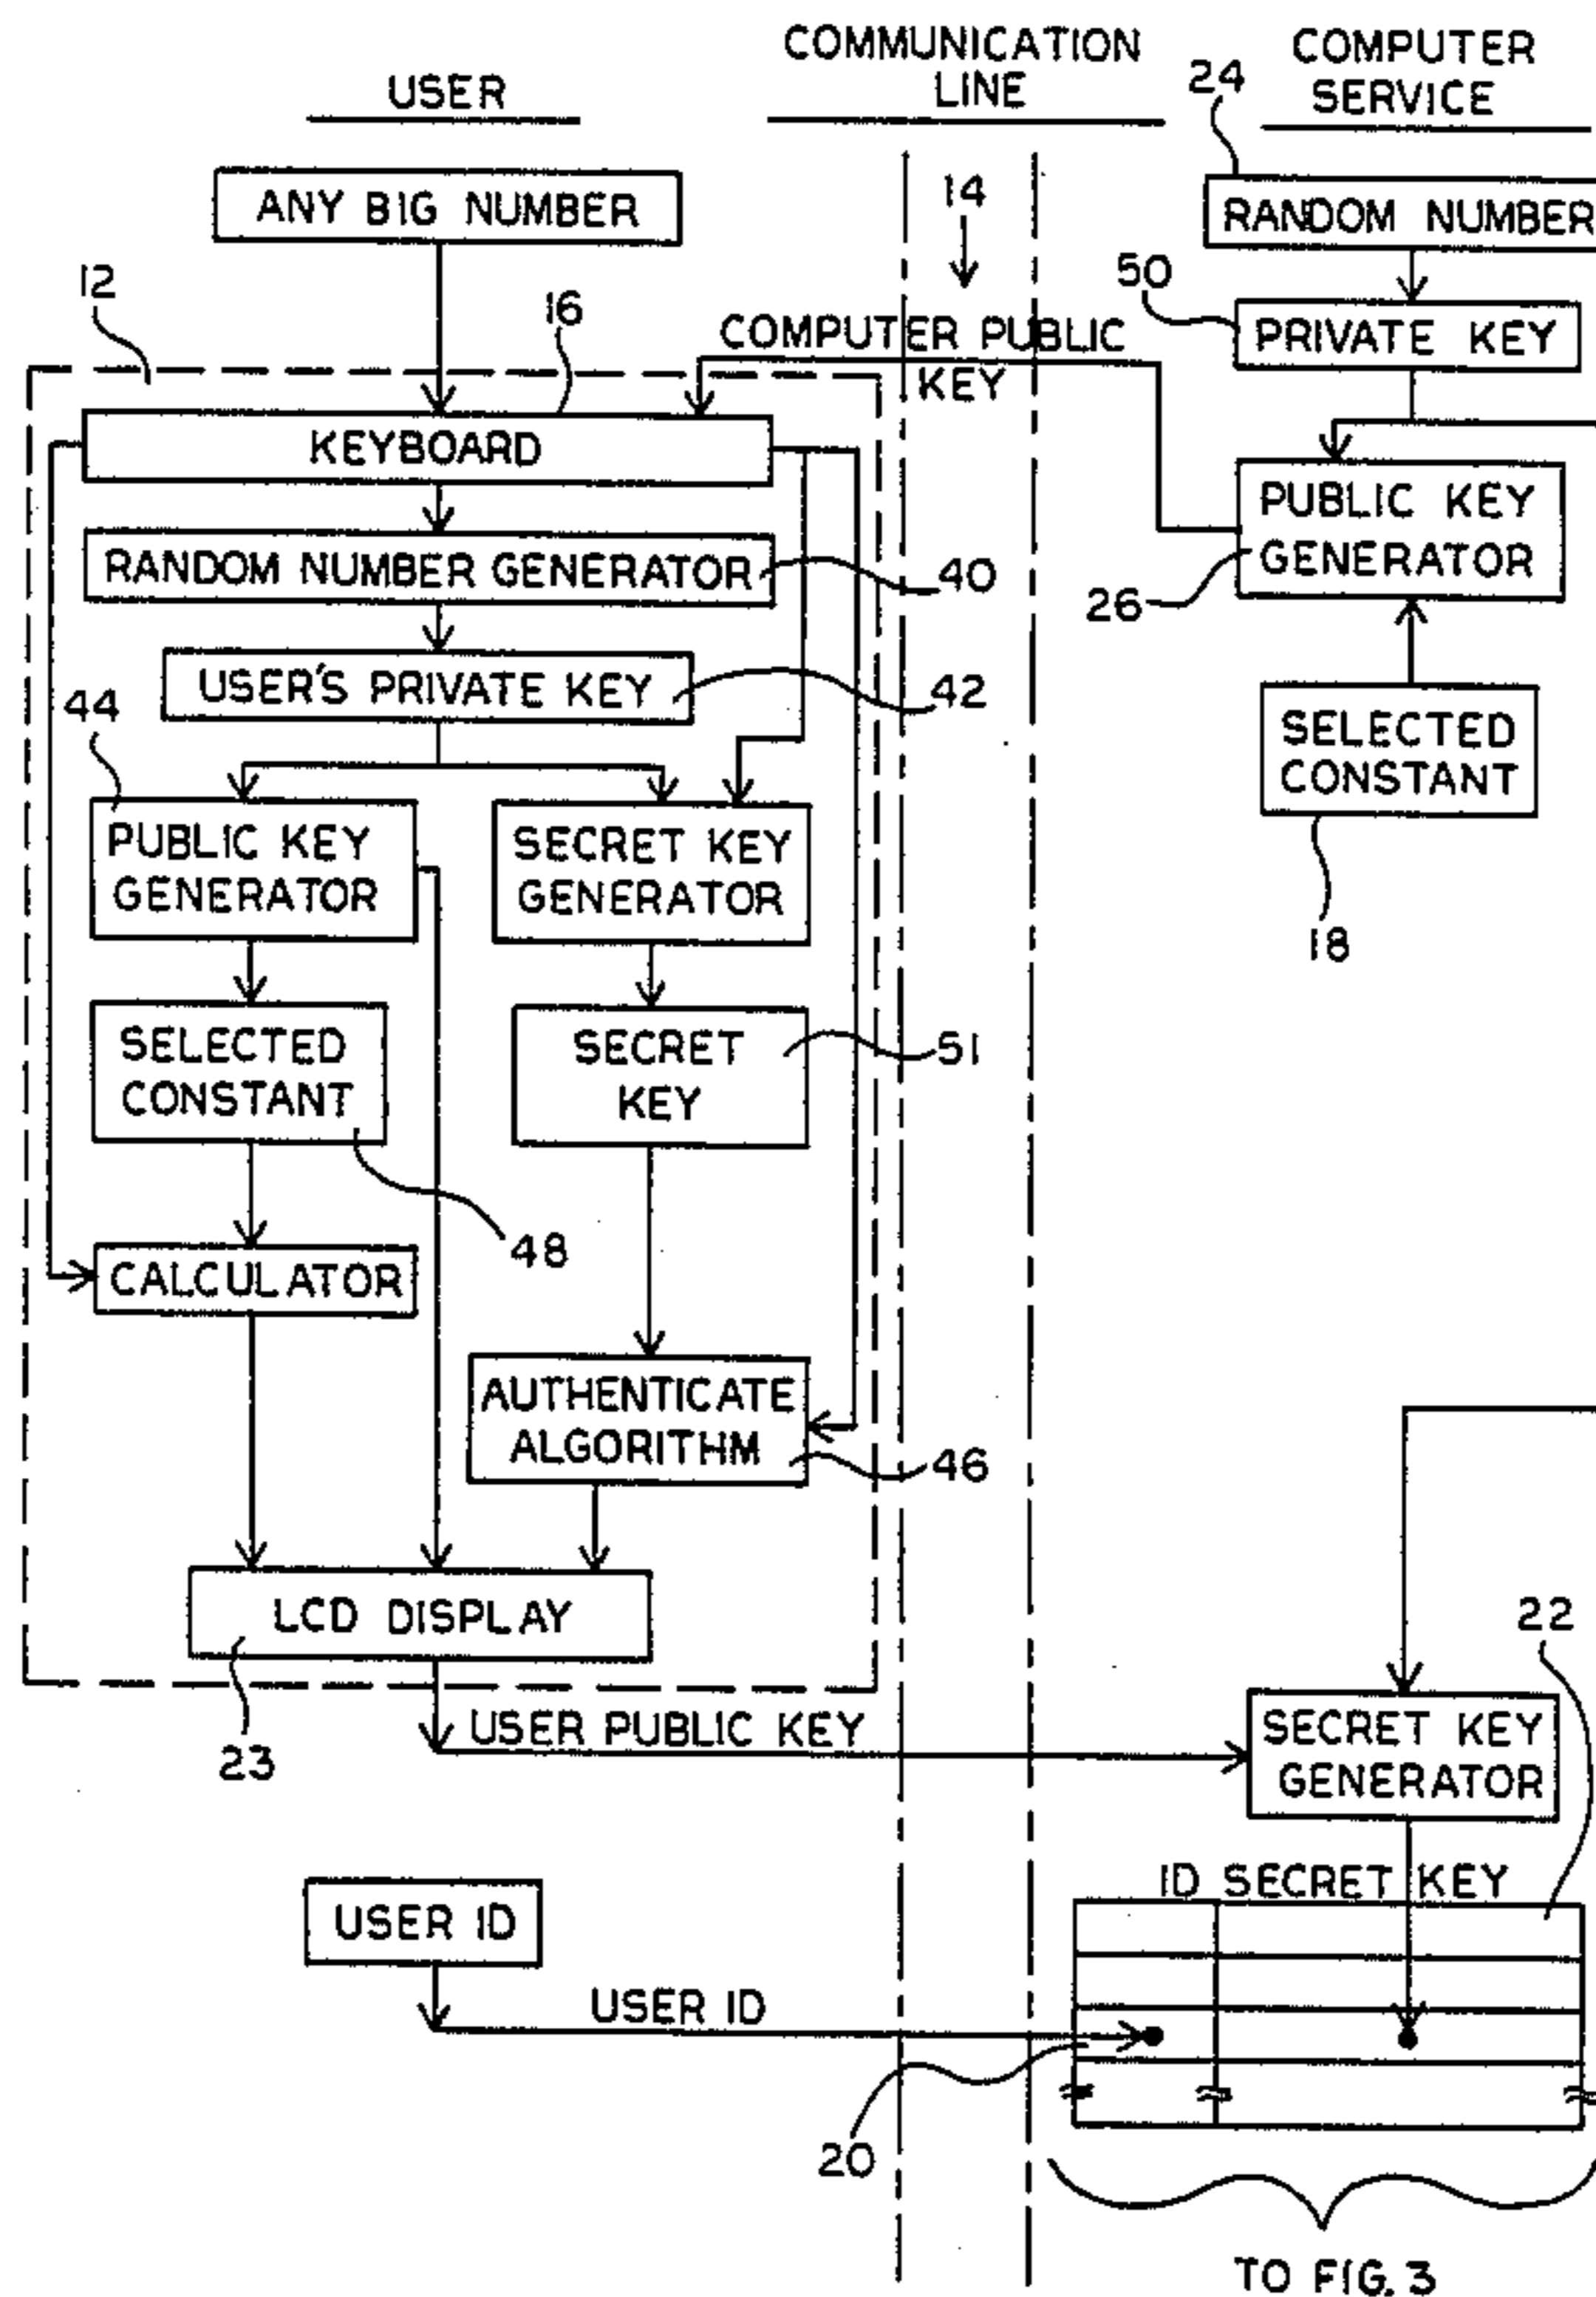 USER
COMMUNICATION
LINE
COMPUTER
SERVICE
24
ANY BIG NUMBER
14
RANDOM NUMBER
12
16
50
COMPUTER PUBLIC
KEY
PRIVATE KEY
KEYBOARD
PUBLIC KEY
GENERATOR
26
RANDOM NUMBER GENERATOR
40
USER'S PRIVATE KEY
42
44
SELECTED
CONSTANT
18
PUBLIC KEY
GENERATOR
SECRET KEY
GENERATOR
SELECTED
CONSTANT
SECRET
KEY
51
48
CALCULATOR
AUTHENTICATE
ALGORITHM
46
LCD DISPLAY
22
23
USER PUBLIC KEY
SECRET KEY
GENERATOR
ID SECRET KEY
USER ID
USER ID
20
TO FIG. 3